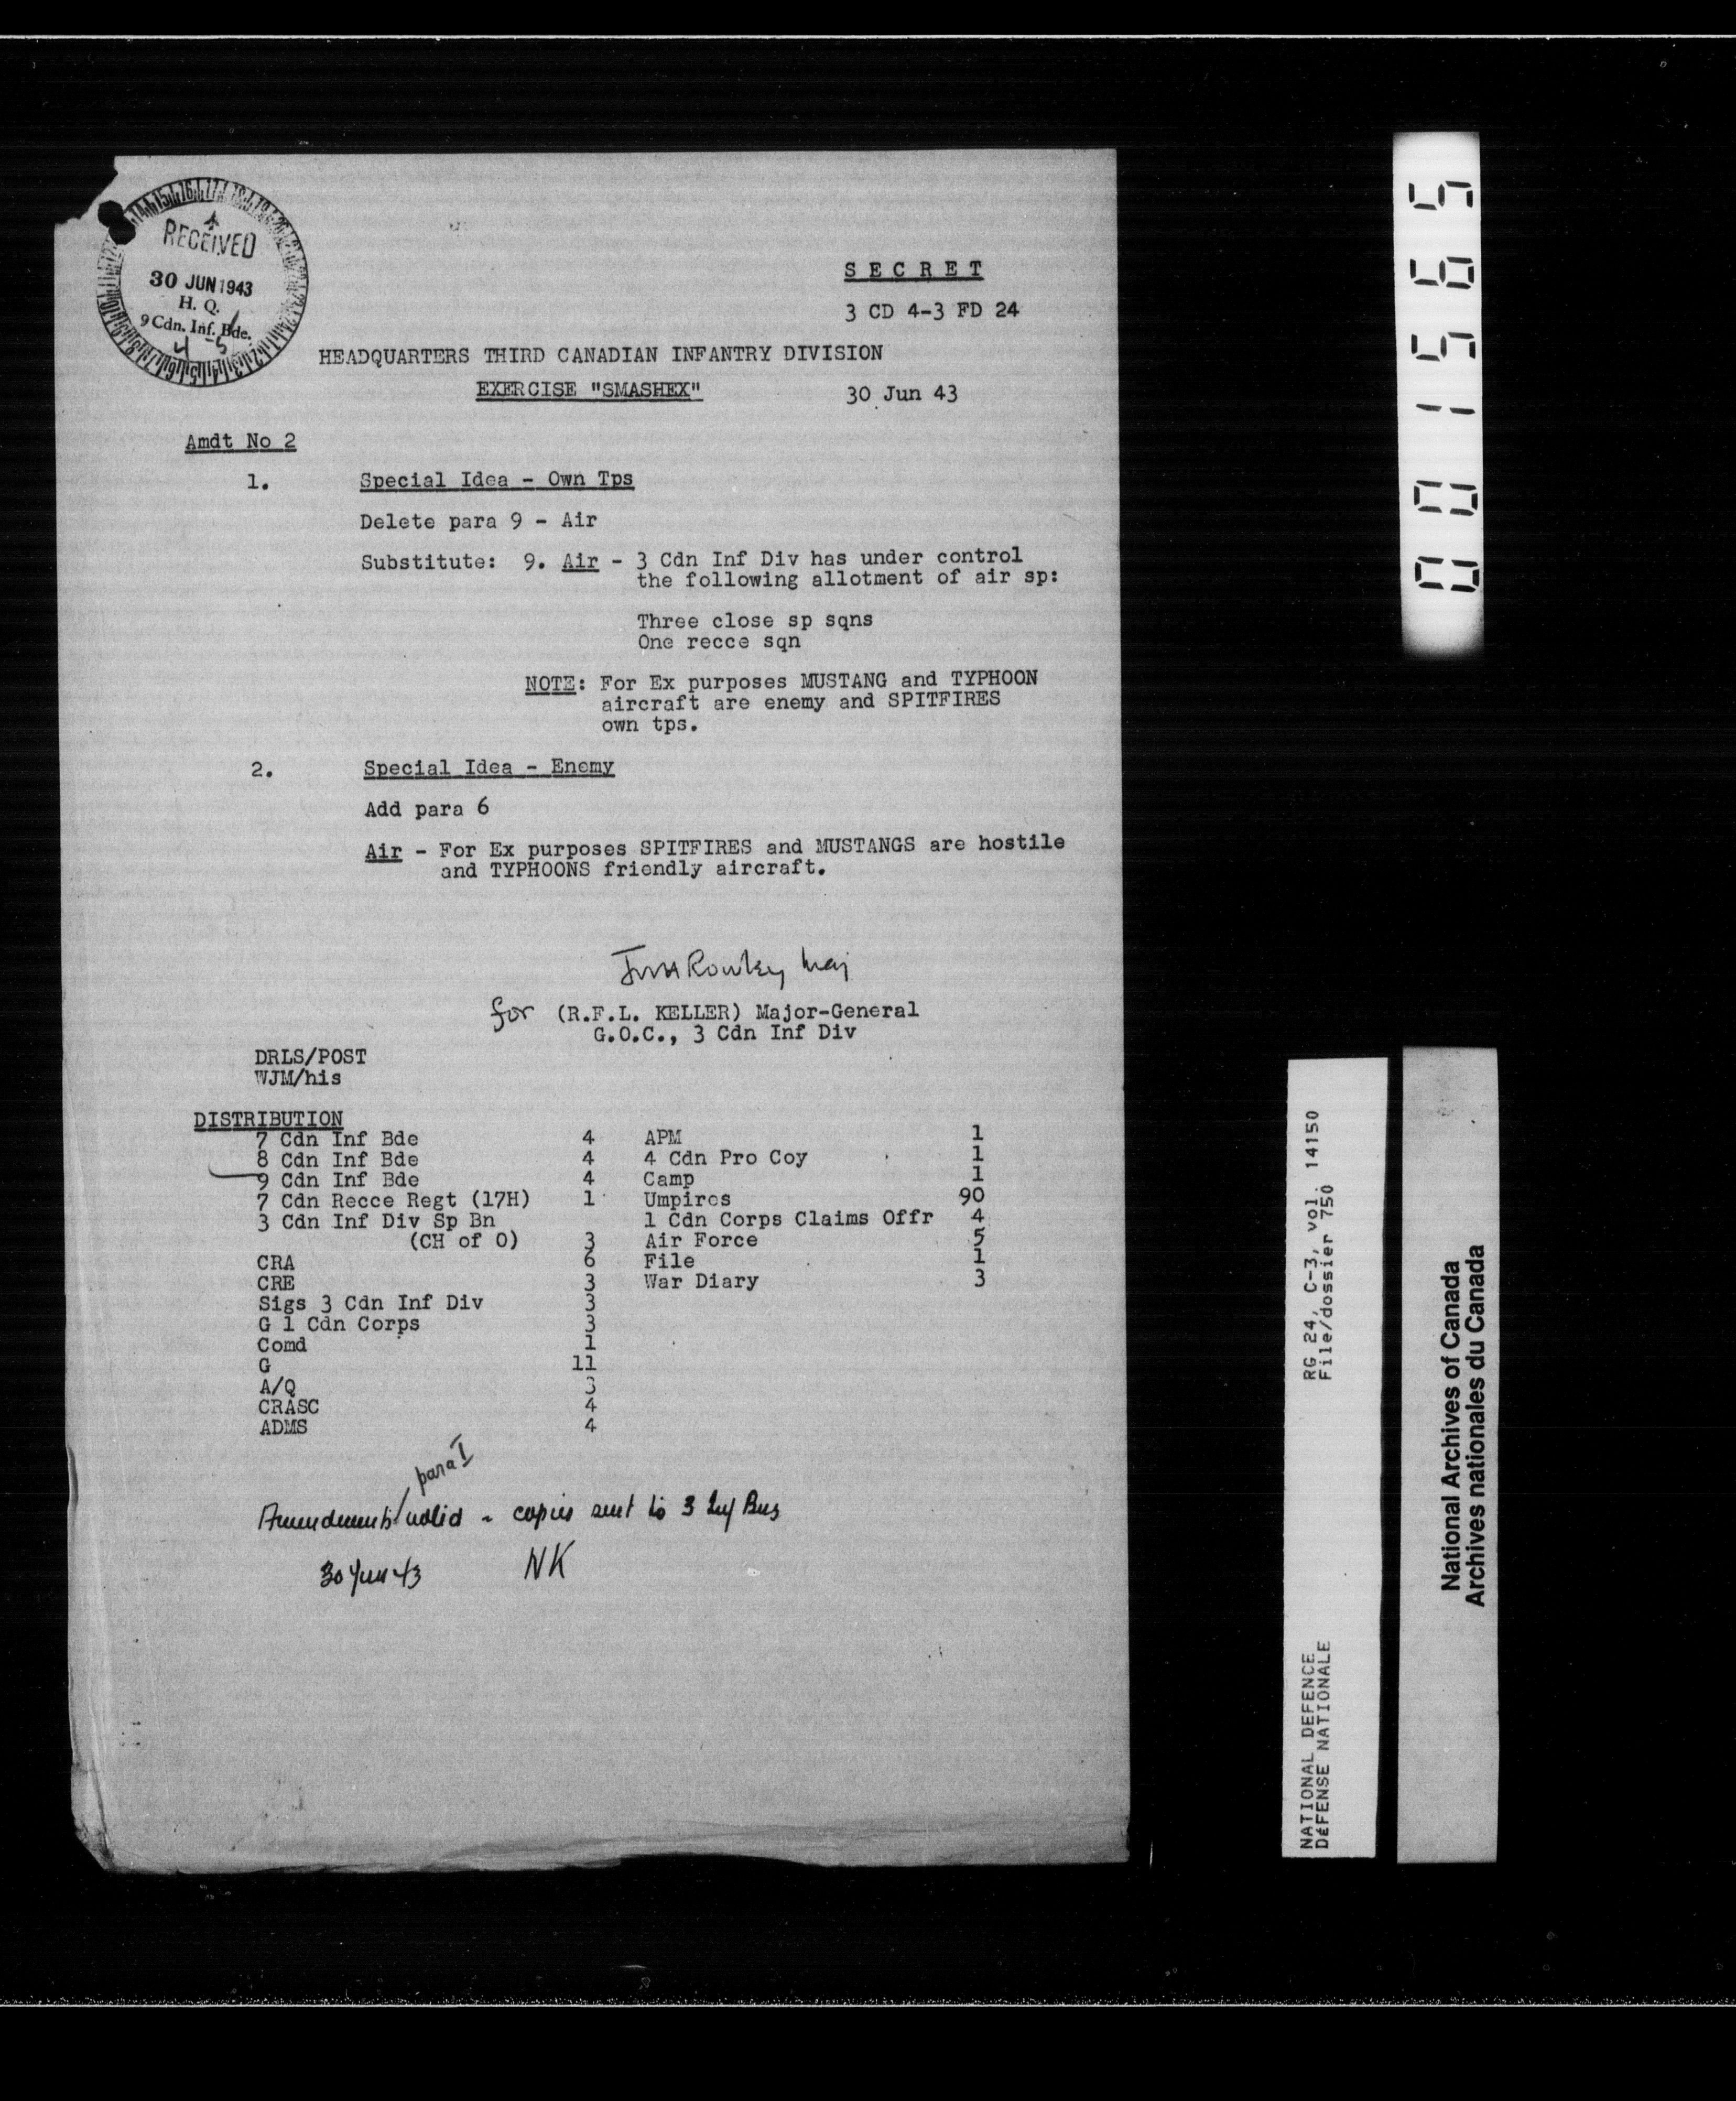 RECEIVED
30 JUN 1943
H. Q.
9 Cdn. Inf. Bde.
4-5
S E C R E T
3 CD 4-3 FD 24
HEADQUARTERS THIRD CANADIAN INFANTRY DIVISION
EXERCISE "SMASHEX"
30 Jun 43
Amdt No 2
1. Special Idea - Own Tps
Delete para 9 - Air
Substitute: 9. Air - 3 Cdn Inf Div has under control
the following allotment of air sp:
Three close sp sqns
One recce sqn
NOTE: For Ex purposes MUSTANG and TYPHOON
aircraft are enemy and SPITFIRES
own tps.
2. Special Idea - Enemy
Add para 6
Air - For Ex purposes SPITFIRES and MUSTANGS are hostile
and TYPHOONS friendly aircraft.
Rowley Maj
for (R.F.L. KELLER) Major-General
G.O.C., 3 Cdn Inf Div
DRLS/POST
WJM/his
DISTRIBUTION
7 Cdn Inf Bde 4 APM 1
8 Cdn Inf Bde 4 4 Cdn Pro Coy 1
9 Cdn Inf Bde 4 Camp 1
7 Cdn Recce Regt (17H) 1 Umpires 90
3 Cdn Inf Div Sp Bn 1 Cdn Corps Claims Offr 4
(CH of O) 3 Air Force 5
CRA 6 File 1
CRE 3 War Diary 3
Sigs 3 Cdn Inf Div 3
G 1 Cdn Corps 3
Comd 1
G 11
A/Q 3
CRASC 4
ADMS 4
para I
Amendments valid - copies sent to 3 Inf Bns
30 Jun 43 NK
001565
RG 24, C-3, vol. 14150
File/dossier 750
NATIONAL DEFENCE
DéFENSE NATIONALE
National Archives of Canada
Archives nationales du Canada